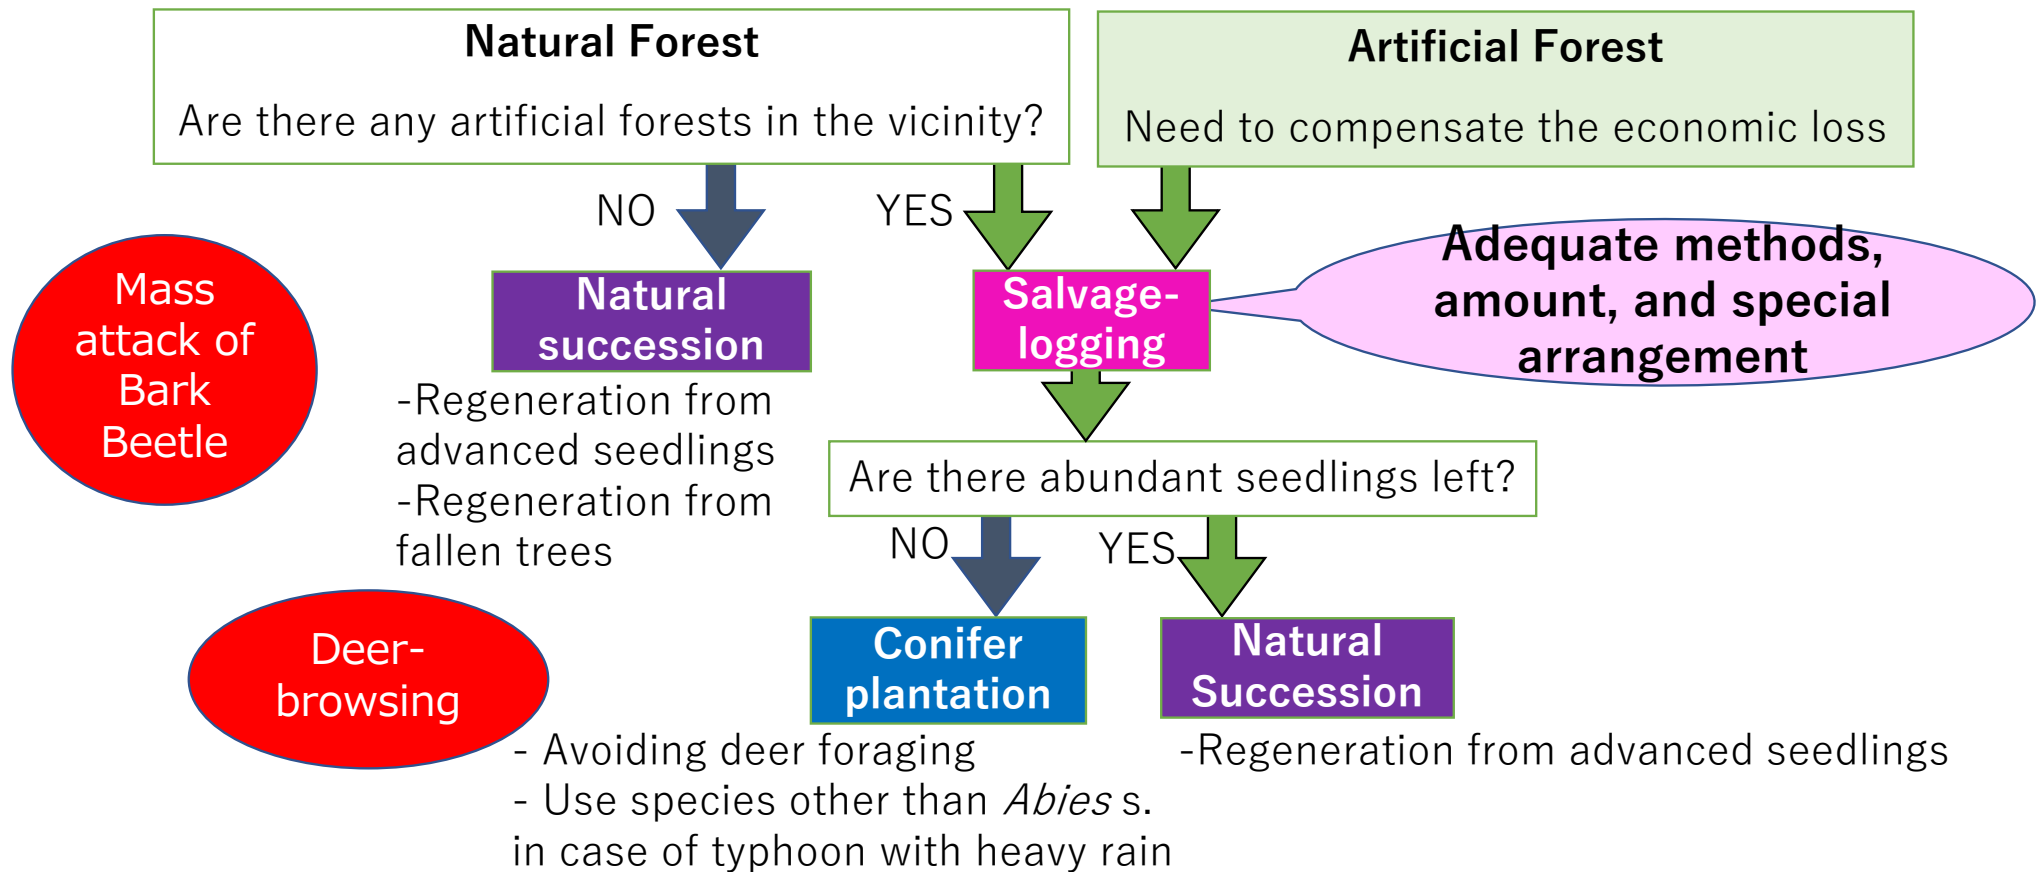 Natural Forest
Are there any artificial forests in the vicinity?
Artificial Forest
Need to compensate the economic loss
NO
YES
Mass
attack of
Bark
Beetle
Natural
succession
Salvage-
logging
Adequate methods,
amount, and special
arrangement
-Regeneration from
advanced seedlings
-Regeneration from
fallen trees
Are there abundant seedlings left?
NO
YES
Deer-
browsing
Conifer
plantation
Natural
Succession
- Avoiding deer foraging
- Use species other than Abies s.
in case of typhoon with heavy rain
-Regeneration from advanced seedlings